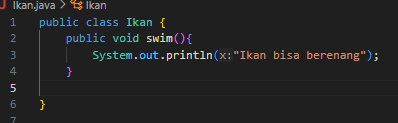 Ikan.java > Ikan
1 public class Ikan {
2 public void swim(){
3 System.out.println(x:"Ikan bisa berenang");
4 }
5
6 }